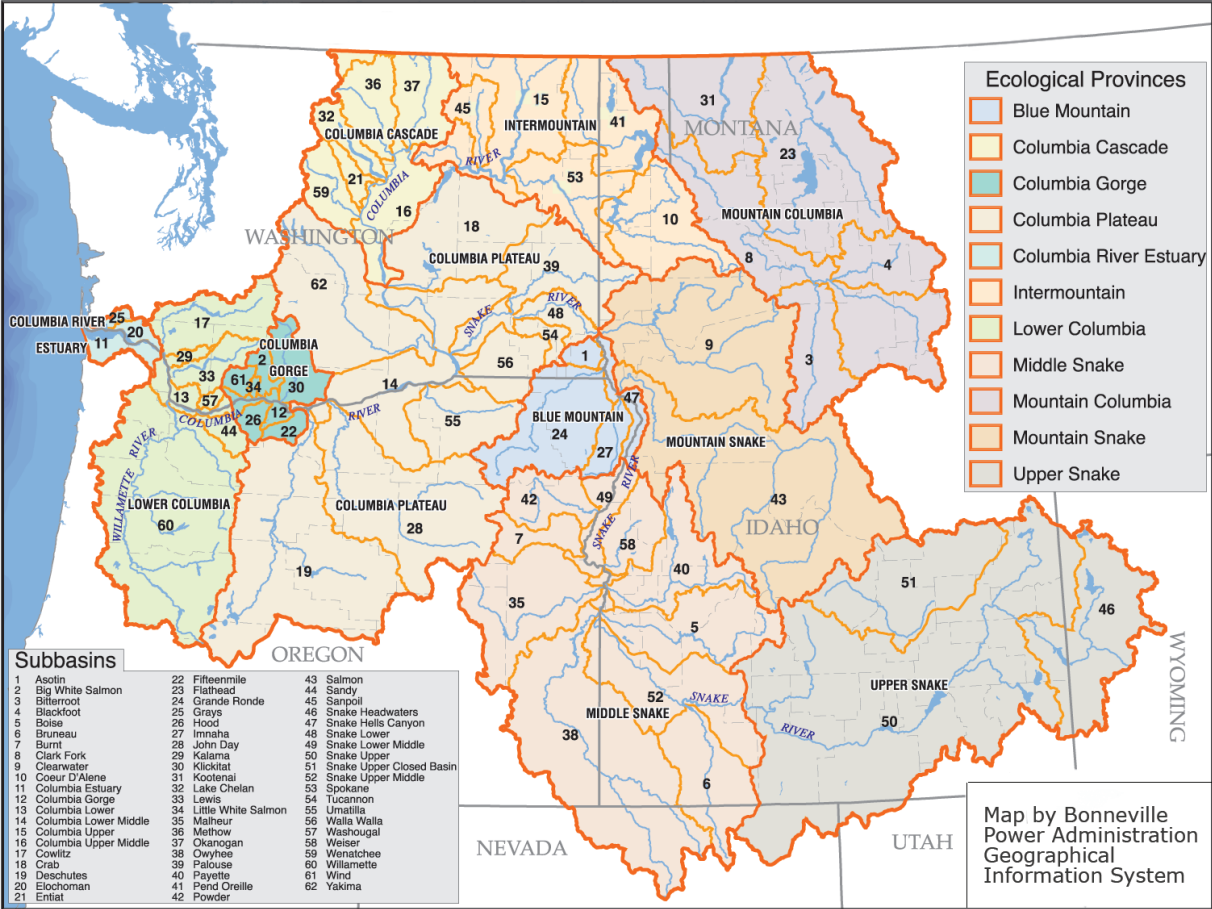 36
37
45
15
41
31
32
COLUMBIA CASCADE
INTERMOUNTAIN
MONTANA
23
RIVER
21
59
COLUMBIA
16
53
10
18
WASHINGTON
MOUNTAIN COLUMBIA
COLUMBIA PLATEAU
39
8
4
62
SNAKE
RIVER
48
54
56
1
9
3
COLUMBIA RIVER
ESTUARY
25
20
11
17
29
33
13
57
COLUMBIA
GORGE
2
61
34
30
26
12
22
44
COLUMBIA
RIVER
14
55
BLUE MOUNTAIN
24
27
47
MOUNTAIN SNAKE
43
IDAHO
WILLAMETTE
RIVER
LOWER COLUMBIA
60
COLUMBIA PLATEAU
28
19
OREGON
42
49
7
SNAKE
RIVER
58
40
35
5
52
MIDDLE SNAKE
SNAKE
38
6
51
46
UPPER SNAKE
50
RIVER
WYOMING
NEVADA
UTAH
Ecological Provinces
Blue Mountain
Columbia Cascade
Columbia Gorge
Columbia Plateau
Columbia River Estuary
Intermountain
Lower Columbia
Middle Snake
Mountain Columbia
Mountain Snake
Upper Snake
Subbasins
1 Asotin
2 Big White Salmon
3 Bitterroot
4 Blackfoot
5 Boise
6 Bruneau
7 Burnt
8 Clark Fork
9 Clearwater
10 Coeur D'Alene
11 Columbia Estuary
12 Columbia Gorge
13 Columbia Lower
14 Columbia Lower Middle
15 Columbia Upper
16 Columbia Upper Middle
17 Cowlitz
18 Crab
19 Deschutes
20 Elochoman
21 Entiat
22 Fifteenmile
23 Flathead
24 Grande Ronde
25 Grays
26 Hood
27 Imnaha
28 John Day
29 Kalama
30 Klickitat
31 Kootenai
32 Lake Chelan
33 Lewis
34 Little White Salmon
35 Malheur
36 Methow
37 Okanogan
38 Owyhee
39 Palouse
40 Payette
41 Pend Oreille
42 Powder
43 Salmon
44 Sandy
45 Sanpoil
46 Snake Headwaters
47 Snake Hells Canyon
48 Snake Lower
49 Snake Lower Middle
50 Snake Upper
51 Snake Upper Closed Basin
52 Snake Upper Middle
53 Spokane
54 Tucannon
55 Umatilla
56 Walla Walla
57 Washougal
58 Weiser
59 Wenatchee
60 Willamette
61 Wind
62 Yakima
Map by Bonneville
Power Administration
Geographical
Information System